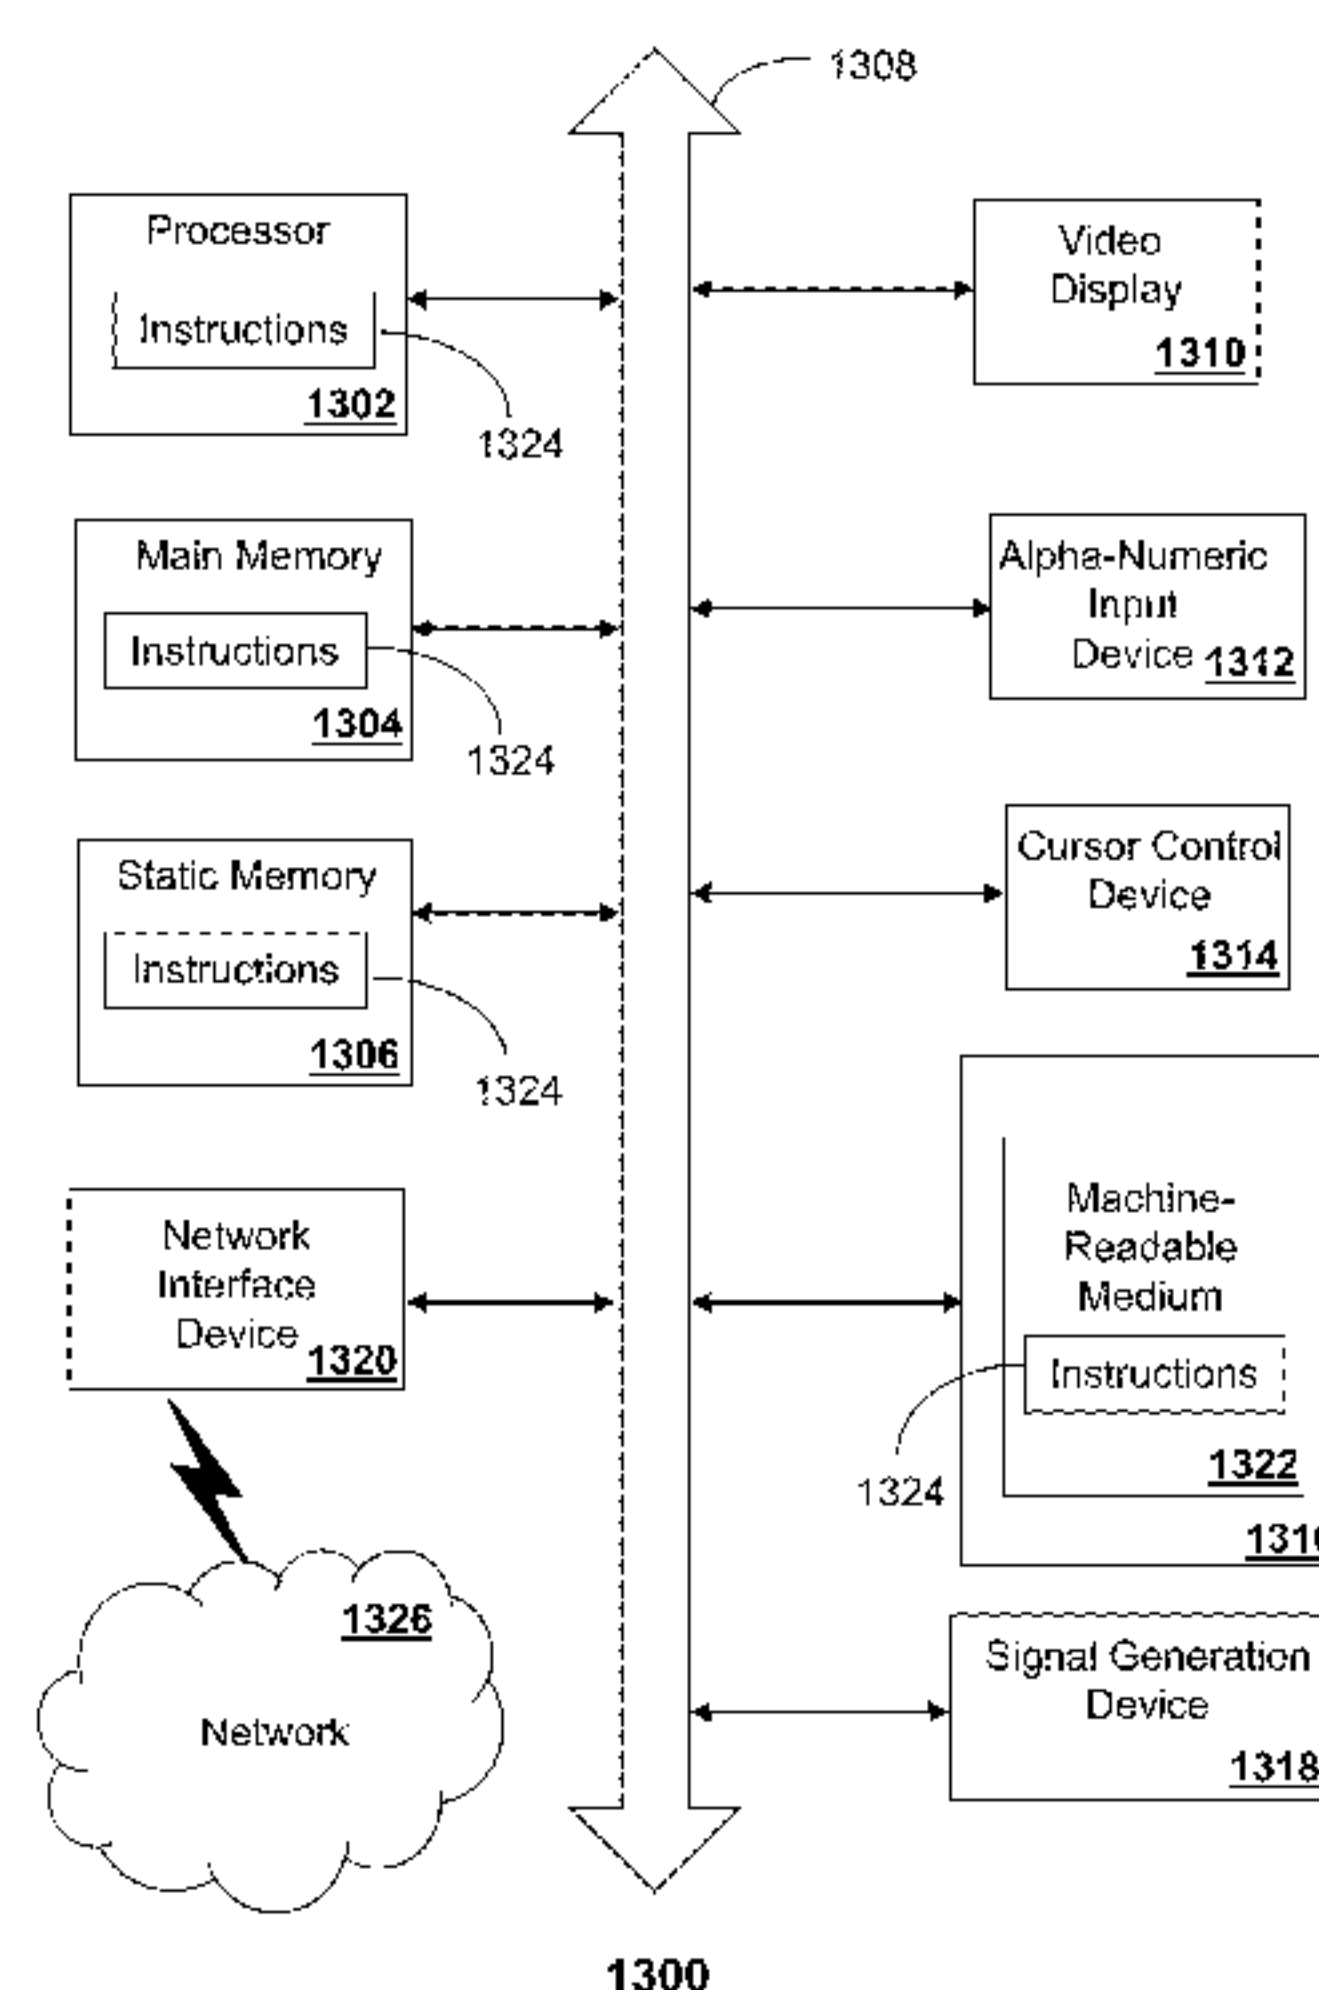 1308
Processor
Instructions
1302
1324
Main Memory
Instructions
1304
1324
Static Memory
Instructions
1306
1324
Network
Interface
Device
1320
1326
Network
Video
Display
1310
Alpha-Numeric
Input
Device 1312
Cursor Control
Device
1314
Machine-
Readable
Medium
Instructions
1324
1322
Signal Generation
Device
1318
1300